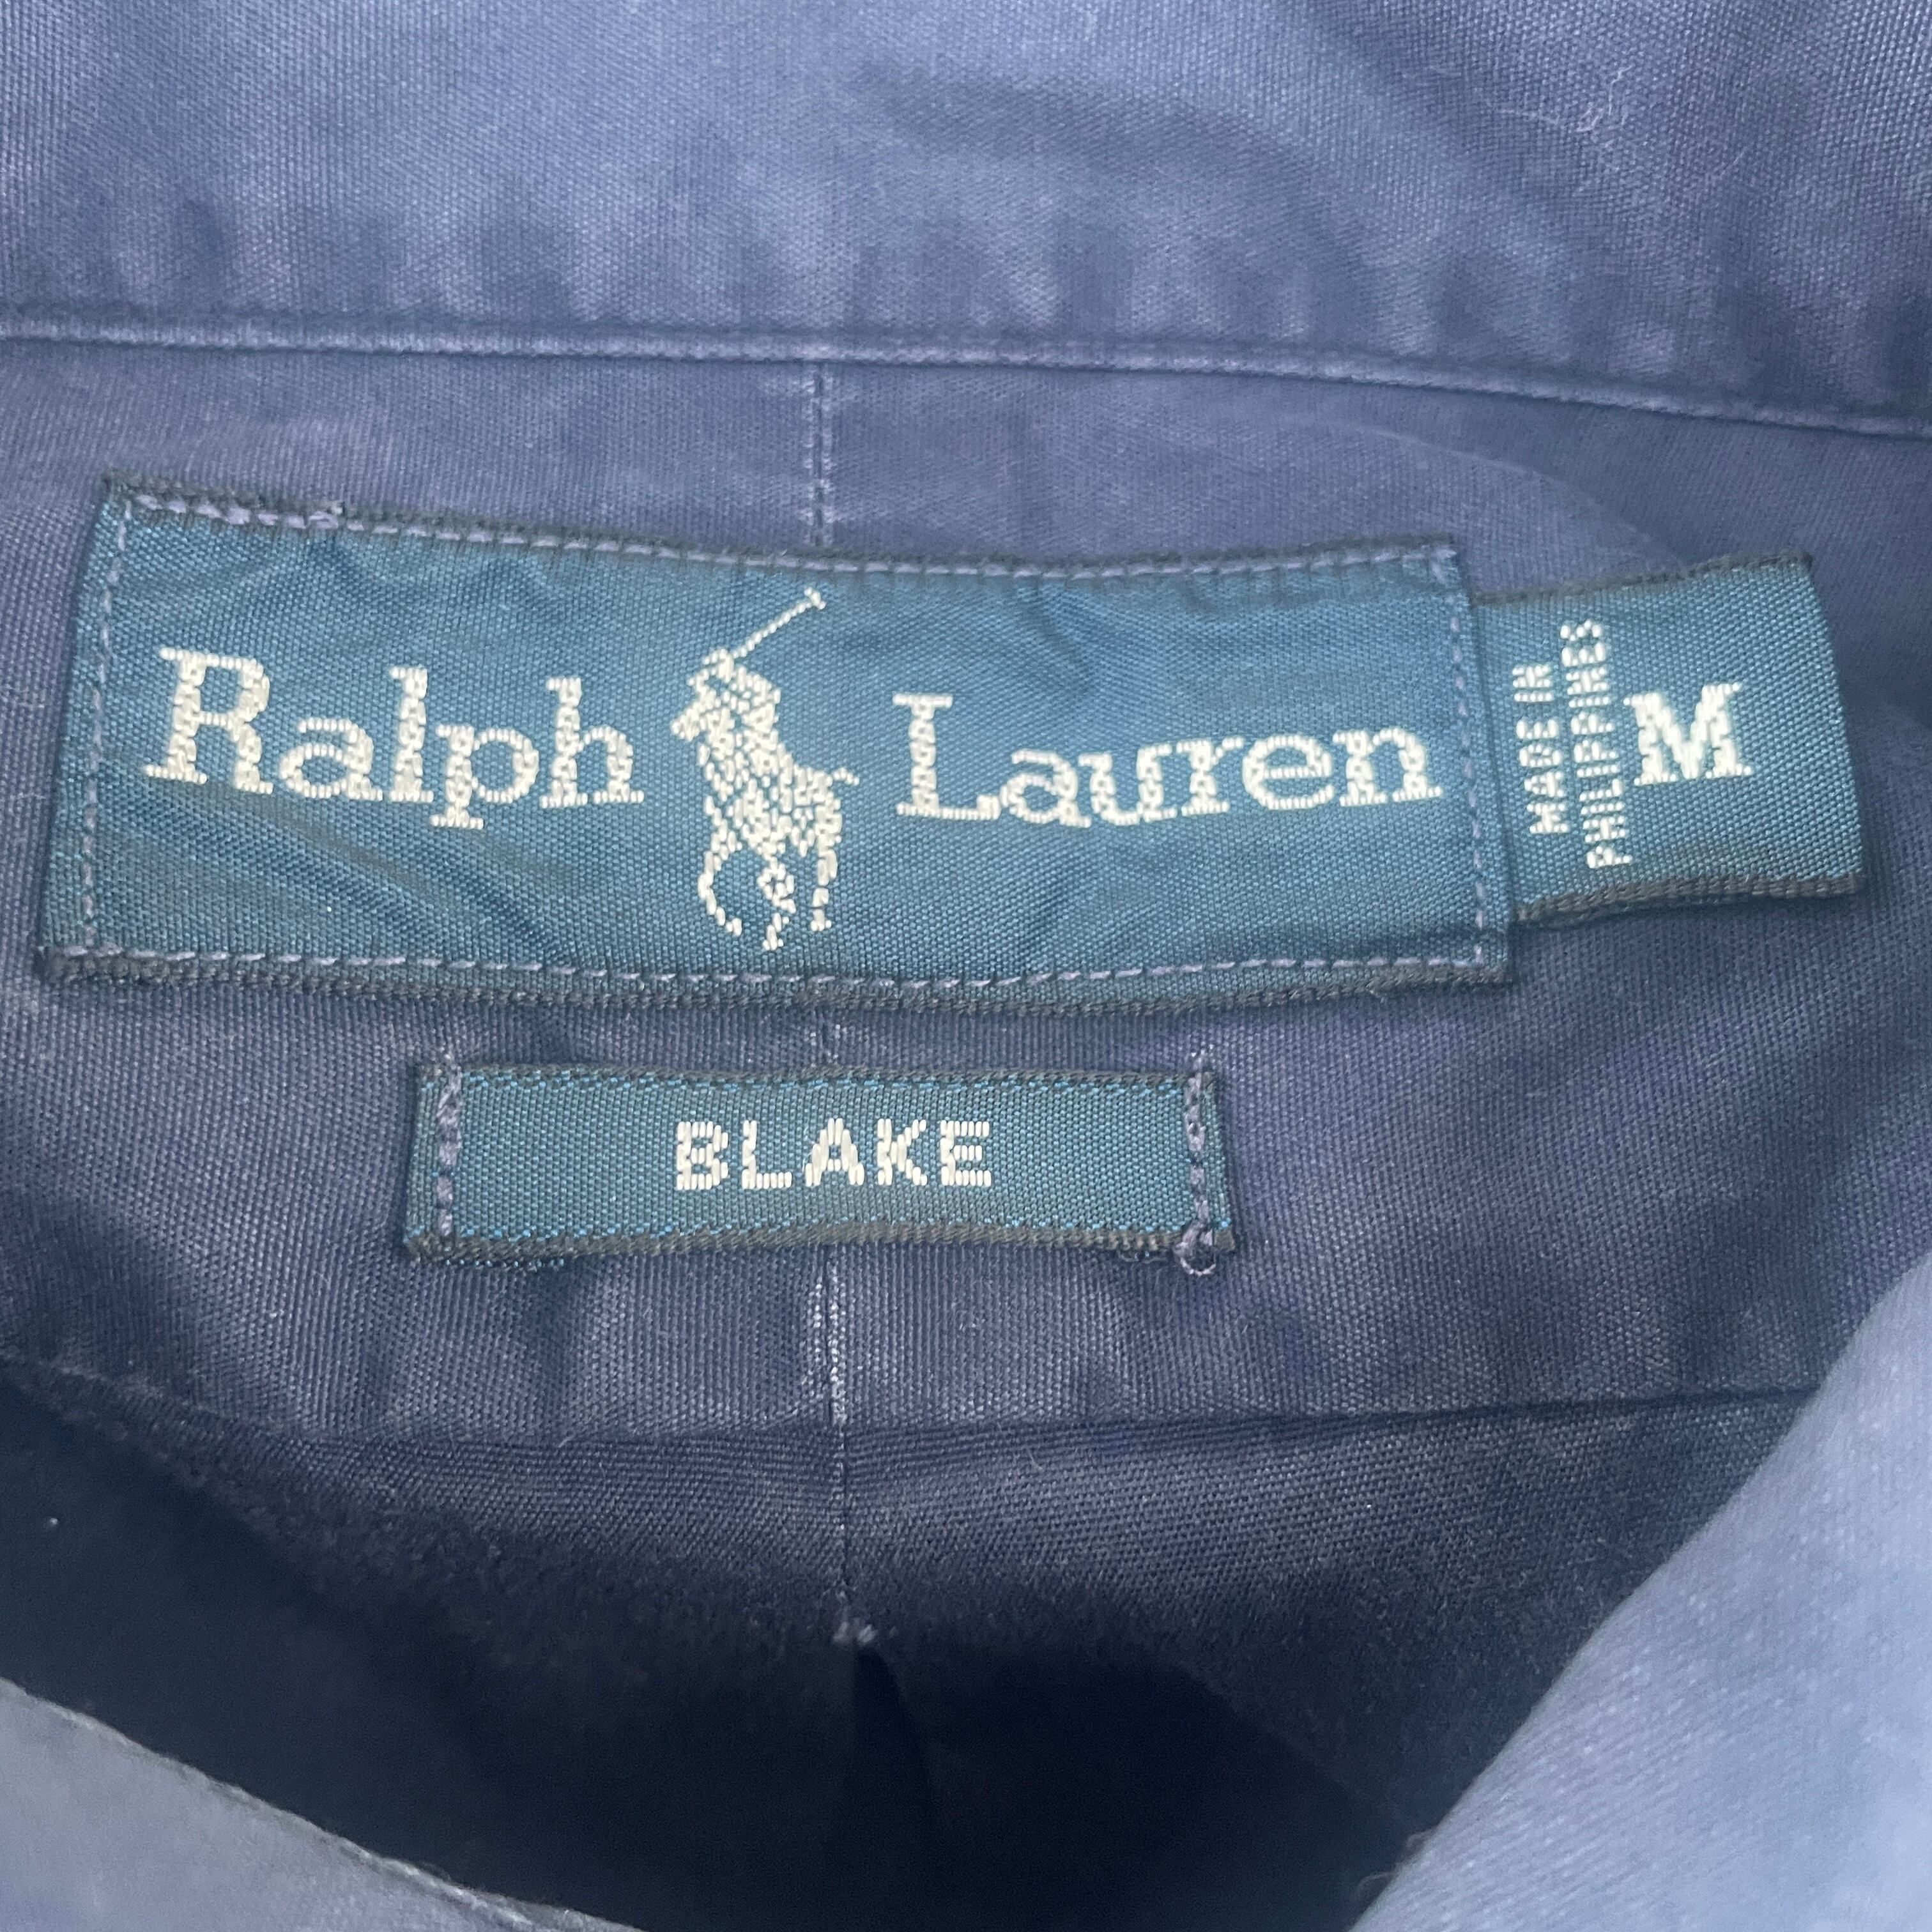 Ralph Lauren
MADE IN
PHILIPPINES
M
BLAKE